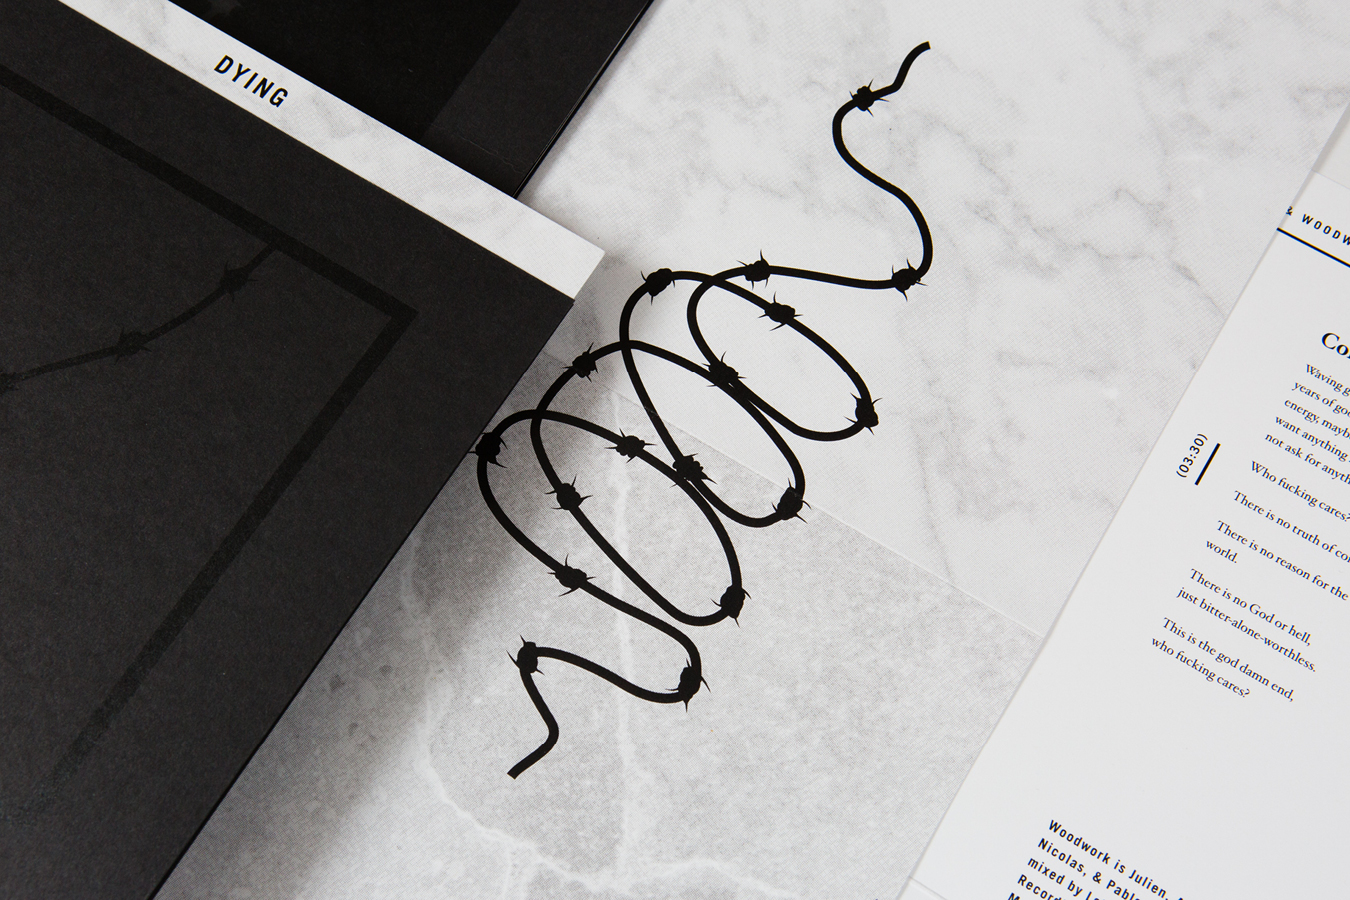 DYING
& WOODW
Co
(03:30)
Waving g
years of go
energy, mayb
want anything
not ask for anyth
Who fucking cares?
There is no truth of co
There is no reason for the
world.
There is no God or hell,
just bitter-alone-worthless.
This is the god damn end,
who fucking cares?
Woodwork is Julien,
Nicolas, & Pablo
mixed by L
Record